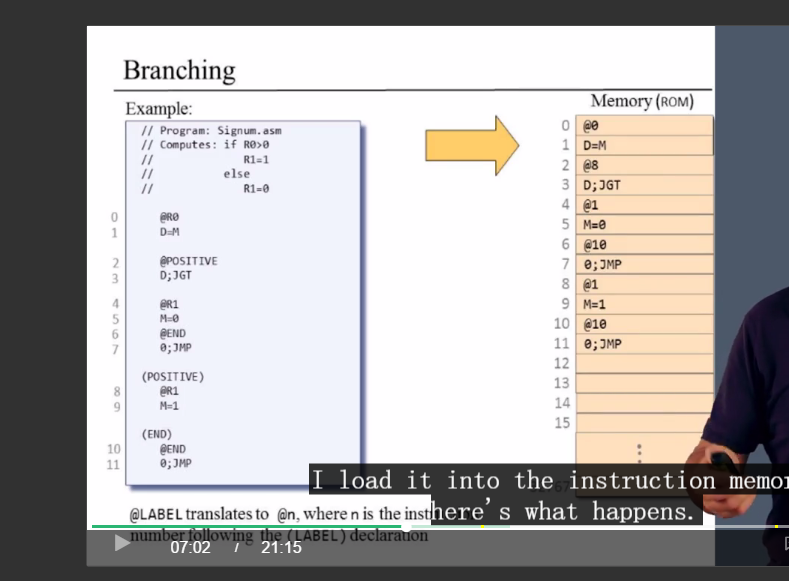 Branching
Example:
// Program: Signum.asm
// Computes: if R0>0
// R1=1
// else
// R1=0
0 @R0
1 D=M
2 @POSITIVE
3 D;JGT
4 @R1
5 M=0
6 @END
7 0;JMP
(POSITIVE)
8 @R1
9 M=1
(END)
10 @END
11 0;JMP
@LABEL translates to @n, where n is the
number following the (LABEL) declaration
Memory (ROM)
0 @0
1 D=M
2 @8
3 D;JGT
4 @1
5 M=0
6 @10
7 0;JMP
8 @1
9 M=1
10 @10
11 0;JMP
12
13
14
15
I load it into the instruction
here's what happens.
07:02 / 21:15